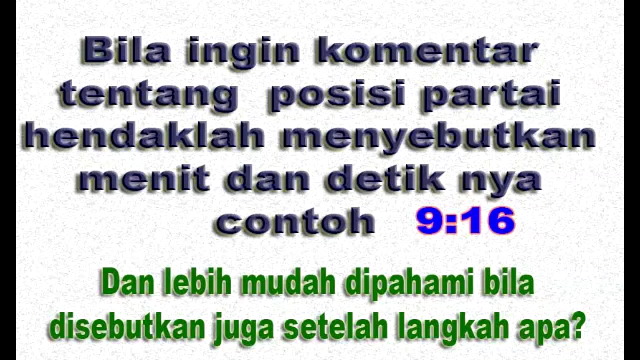 Bila ingin komentar
tentang posisi partai
hendaklah menyebutkan
menit dan detik nya
contoh 9:16
Dan lebih mudah dipahami bila
disebutkan juga setelah langkah apa?